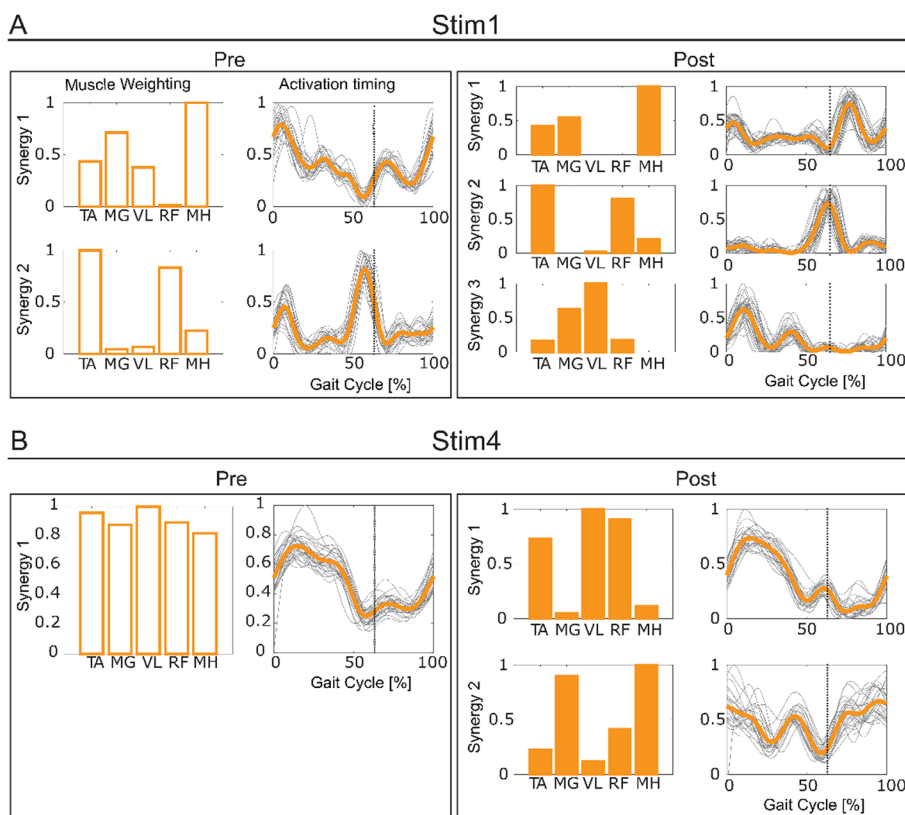 A
Stim1
Pre
Post
Muscle Weighting
Activation timing
Synergy 1
1
0.5
0
TA MG VL RF MH
1
0.5
0
0 50 100
Synergy 2
1
0.5
0
TA MG VL RF MH
1
0.5
0
0 50 100
Gait Cycle [%]
Synergy 1
1
0.5
0
TA MG VL RF MH
1
0.5
0
0 50 100
Synergy 2
1
0.5
0
TA MG VL RF MH
1
0.5
0
0 50 100
Synergy 3
1
0.5
0
TA MG VL RF MH
1
0.5
0
0 50 100
Gait Cycle [%]
B
Stim4
Pre
Post
Synergy 1
1
0.8
0.6
0.4
0.2
0
TA MG VL RF MH
1
0.8
0.6
0.4
0.2
0
0 50 100
Gait Cycle [%]
Synergy 1
1
0.5
0
TA MG VL RF MH
1
0.5
0
0 50 100
Synergy 2
1
0.5
0
TA MG VL RF MH
1
0.5
0
0 50 100
Gait Cycle [%]